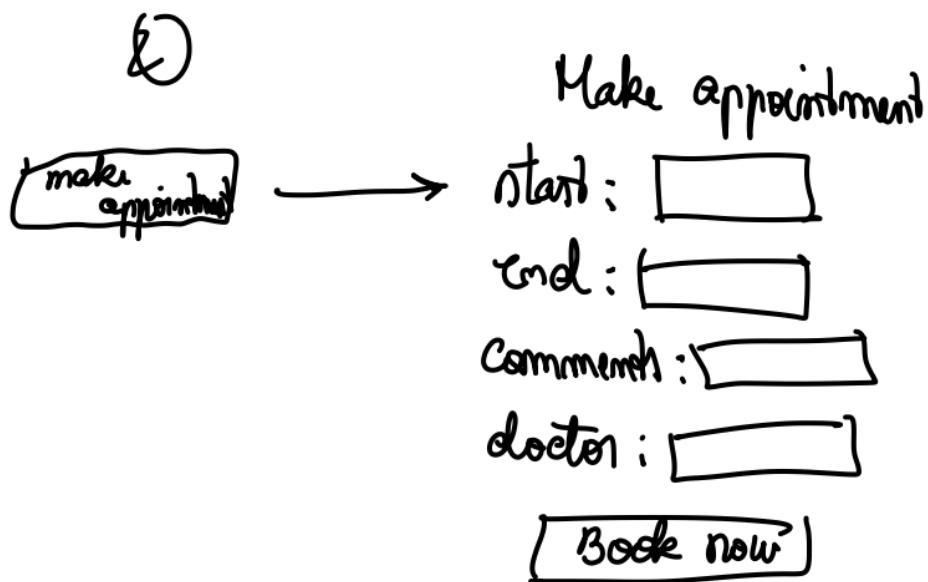 make
appointment
Make appointment
start:
end:
comments:
doctor:
Book now